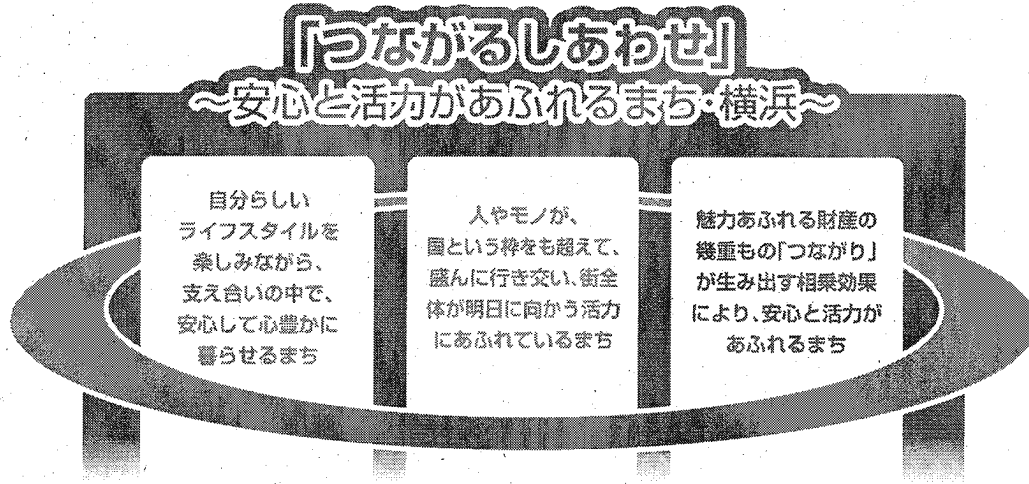 「つながるしあわせ」
～安心と活力があふれるまち・横浜～
自分らしい
ライフスタイルを
楽しみながら、
支え合いの中で、
安心して心豊かに
暮らせるまち
人やモノが、
国という枠をも超えて、
盛んに行き交い、街全
体が明日に向かう活力
にあふれているまち
魅力あふれる財産の
幾重もの「つながり」
が生み出す相乗効果
により、安心と活力が
あふれるまち